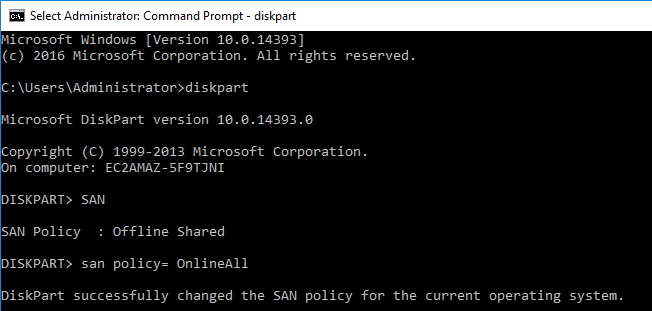 Select Administrator: Command Prompt - diskpart
Microsoft Windows [Version 10.0.14393]
(c) 2016 Microsoft Corporation. All rights reserved.
C:\Users\Administrator>diskpart
Microsoft DiskPart version 10.0.14393.0
Copyright (C) 1999-2013 Microsoft Corporation.
On computer: EC2AMAZ-5F9TJNI
DISKPART> SAN
SAN Policy  : Offline Shared
DISKPART> san policy= OnlineAll
DiskPart successfully changed the SAN policy for the current operating system.